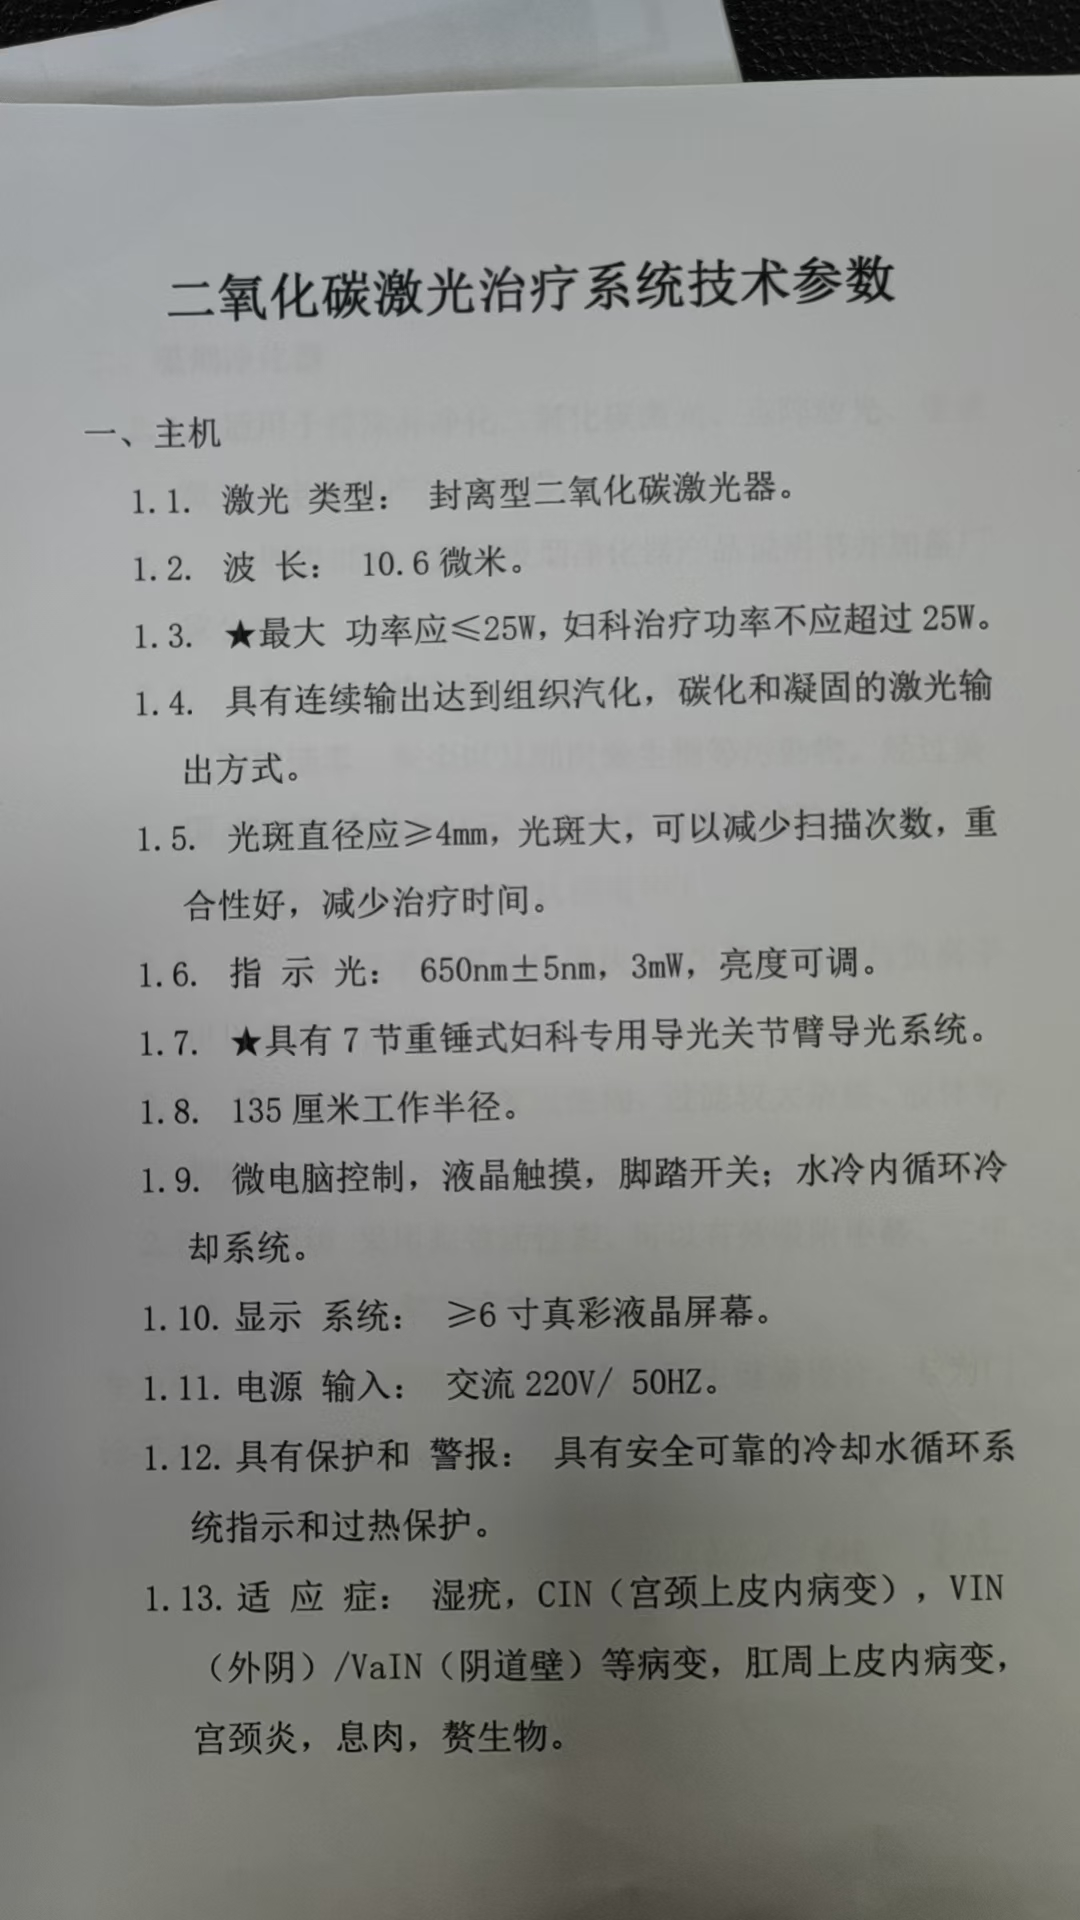 二氧化碳激光治疗系统技术参数
一、主机
1.1. 激光 类型： 封离型二氧化碳激光器。
1.2. 波 长： 10.6微米。
1.3. ★最大 功率应≤25W，妇科治疗功率不应超过 25W。
1.4. 具有连续输出达到组织汽化，碳化和凝固的激光输
出方式。
1.5. 光斑直径应≥4mm，光斑大，可以减少扫描次数，重
合性好，减少治疗时间。
1.6. 指 示 光： 650nm±5nm，3mW，亮度可调。
1.7. ★具有 7 节重锤式妇科专用导光关节臂导光系统。
1.8. 135 厘米工作半径。
1.9. 微电脑控制，液晶触摸，脚踏开关；水冷内循环冷
却系统。
1.10. 显示 系统： ≥6 寸真彩液晶屏幕。
1.11. 电源 输入： 交流 220V/ 50HZ。
1.12. 具有保护和 警报： 具有安全可靠的冷却水循环系
统指示和过热保护。
1.13. 适 应 症： 湿疣，CIN（宫颈上皮内病变），VIN
（外阴）/VaIN（阴道壁）等病变，肛周上皮内病变，
宫颈炎，息肉，赘生物。